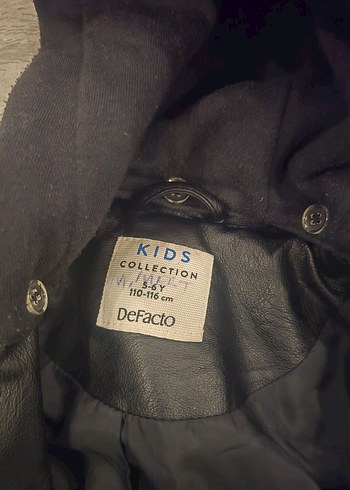 KIDS
COLLECTION
5-6 Y
110-116 cm
DeFacto